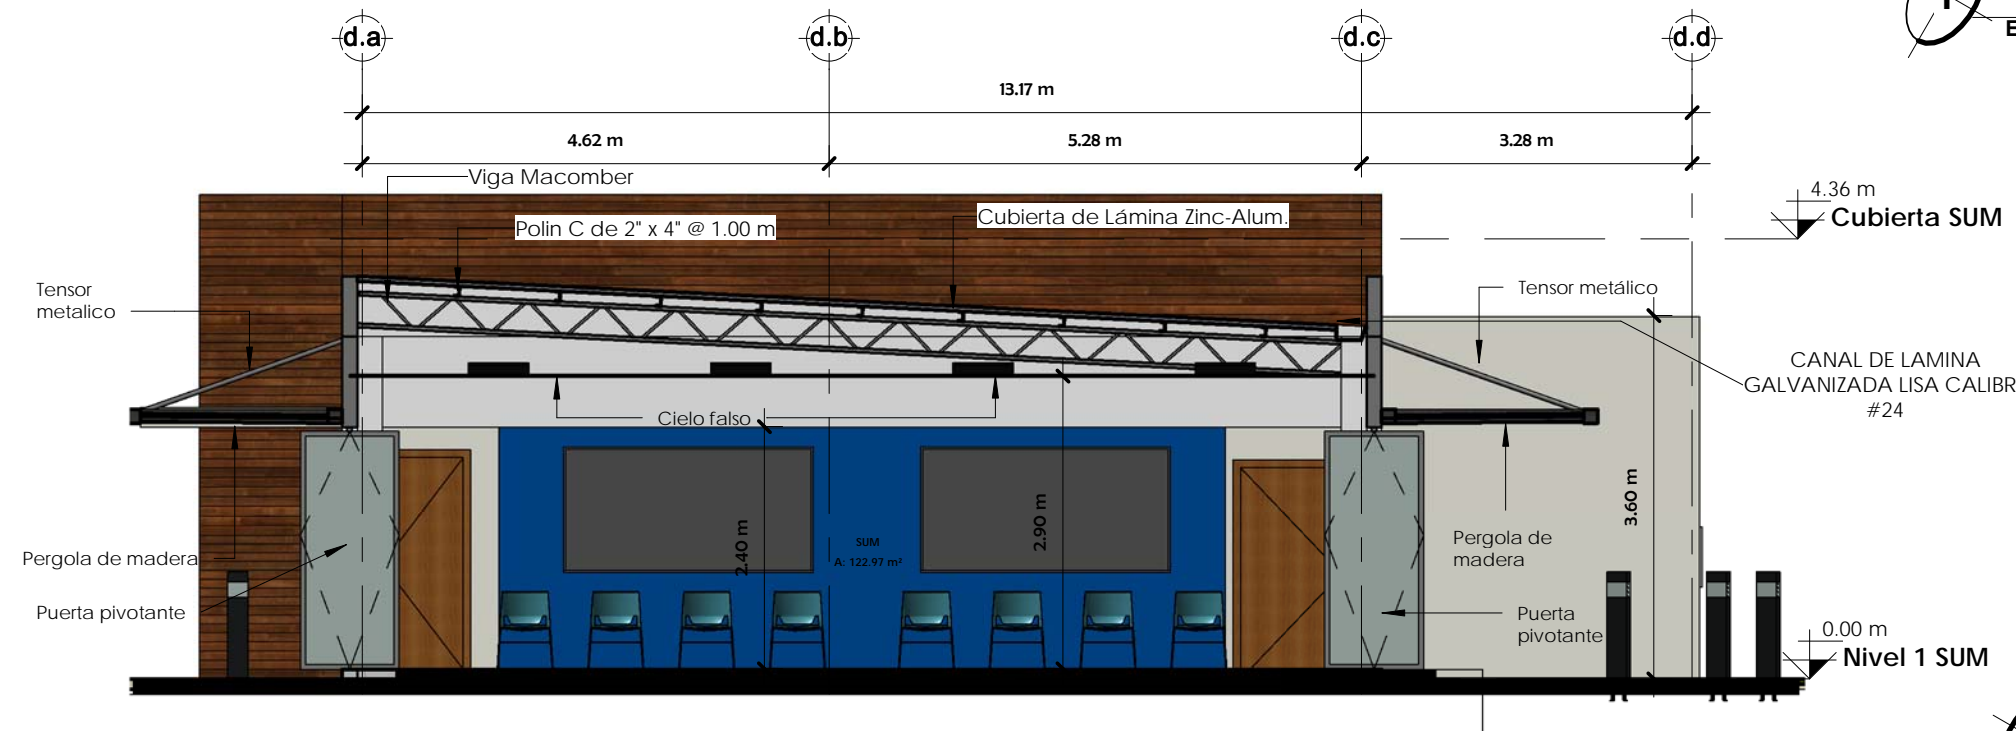 d.a
d.b
d.c
d.d
13.17 m
4.62 m
5.28 m
3.28 m
Viga Macomber
Polin C de 2" x 4" @ 1.00 m
Cubierta de Lámina Zinc-Alum.
4.36 m
Cubierta SUM
Tensor
metalico
Tensor metálico
CANAL DE LAMINA
GALVANIZADA LISA CALIBR
#24
Cielo falso
Pergola de madera
Puerta pivotante
2.40 m
SUM
A: 122.97 m²
2.90 m
Pergola de
madera
Puerta
pivotante
3.60 m
0.00 m
Nivel 1 SUM